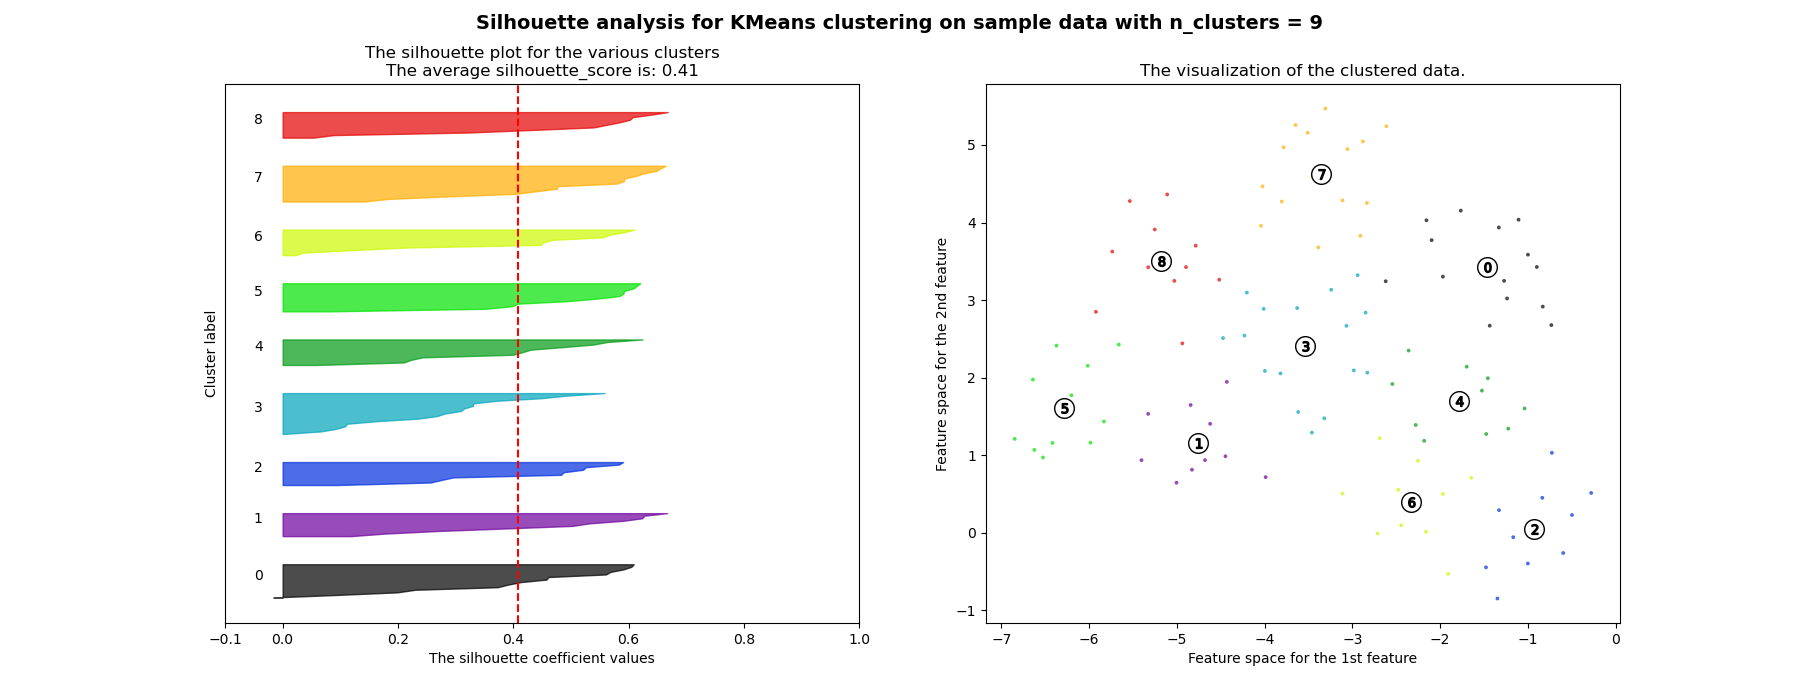 Silhouette analysis for KMeans clustering on sample data with n_clusters = 9
The silhouette plot for the various clusters
The average silhouette_score is: 0.41
8
7
6
5
4
3
2
1
0
Cluster label
−0.1 0.0 0.2 0.4 0.6 0.8 1.0
The silhouette coefficient values
The visualization of the clustered data.
5
4
3
2
1
0
−1
Feature space for the 2nd feature
7
8
0
3
4
5
1
6
2
−7 −6 −5 −4 −3 −2 −1 0
Feature space for the 1st feature